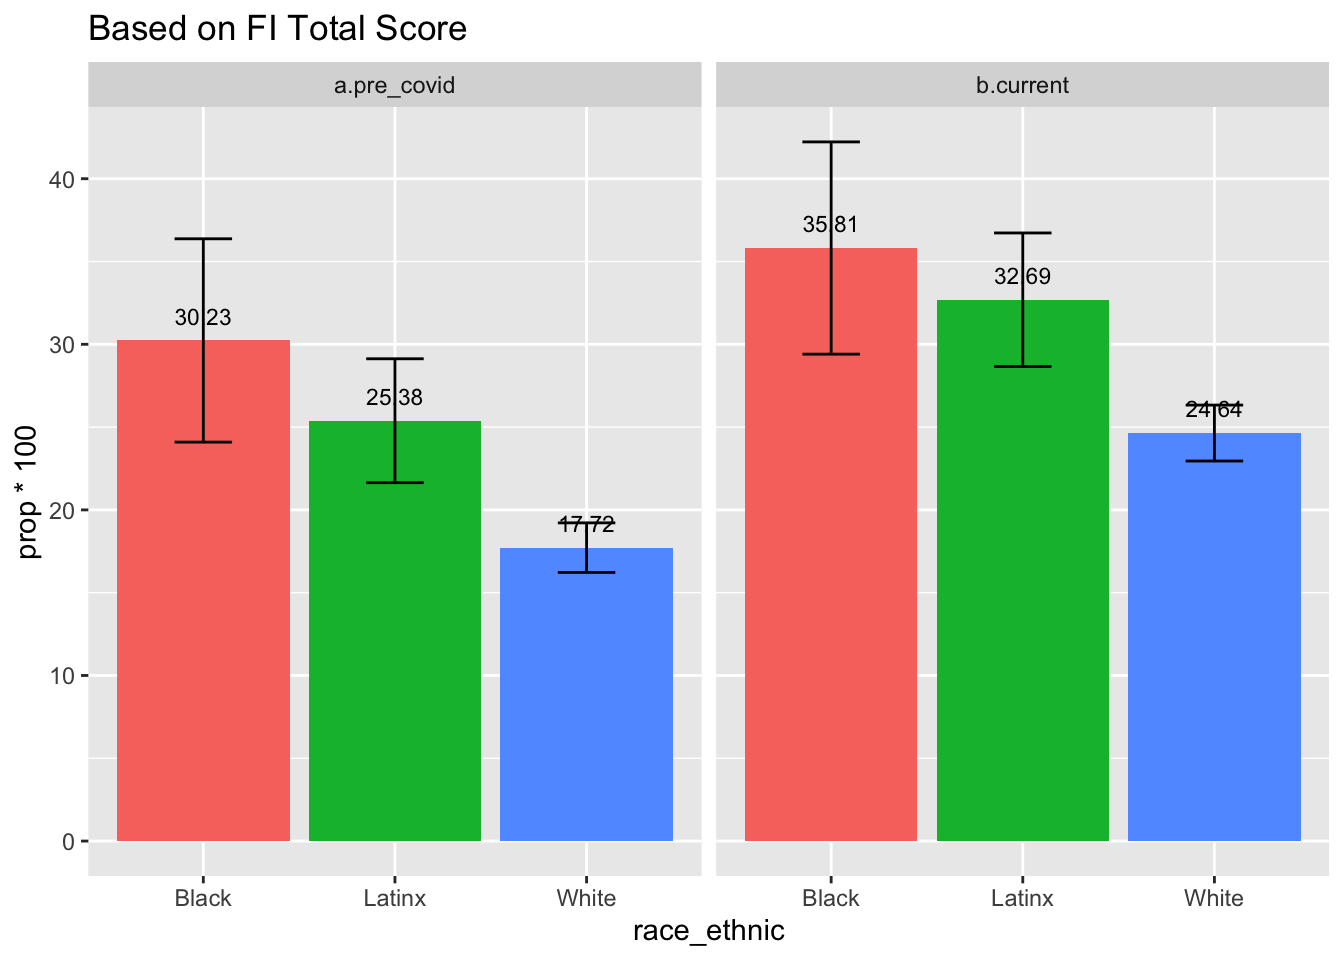 Based on FI Total Score
a.pre_covid
b.current
prop * 100
40
30
20
10
0
30.23
25.38
17.72
35.81
32.69
24.64
Black
Latinx
White
Black
Latinx
White
race_ethnic